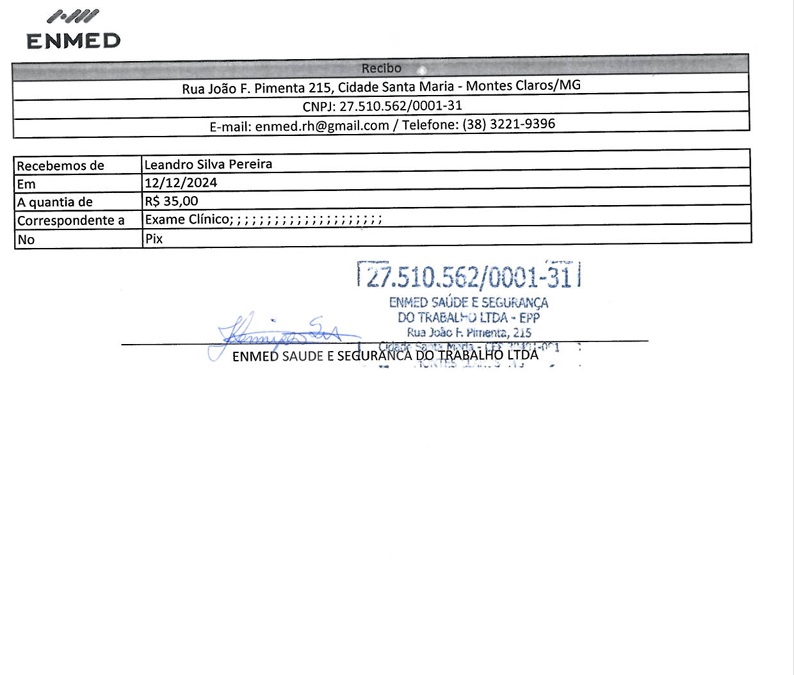 ENMED
Recibo
Rua João F. Pimenta 215, Cidade Santa Maria - Montes Claros/MG
CNPJ: 27.510.562/0001-31
E-mail: enmed.rh@gmail.com / Telefone: (38) 3221-9396
Recebemos de Leandro Silva Pereira
Em 12/12/2024
A quantia de R$ 35,00
Correspondente a Exame Clínico; ; ; ; ; ; ; ; ; ; ; ; ; ; ; ; ; ; ; ; ;
No Pix
27.510.562/0001-31
ENMED SAÚDE E SEGURANÇA
DO TRABALHO LTDA - EPP
Rua João F. Pimenta, 215
Cidade Santa Maria - CEP
ENMED SAUDE E SEGURANCA DO TRABALHO LTDA